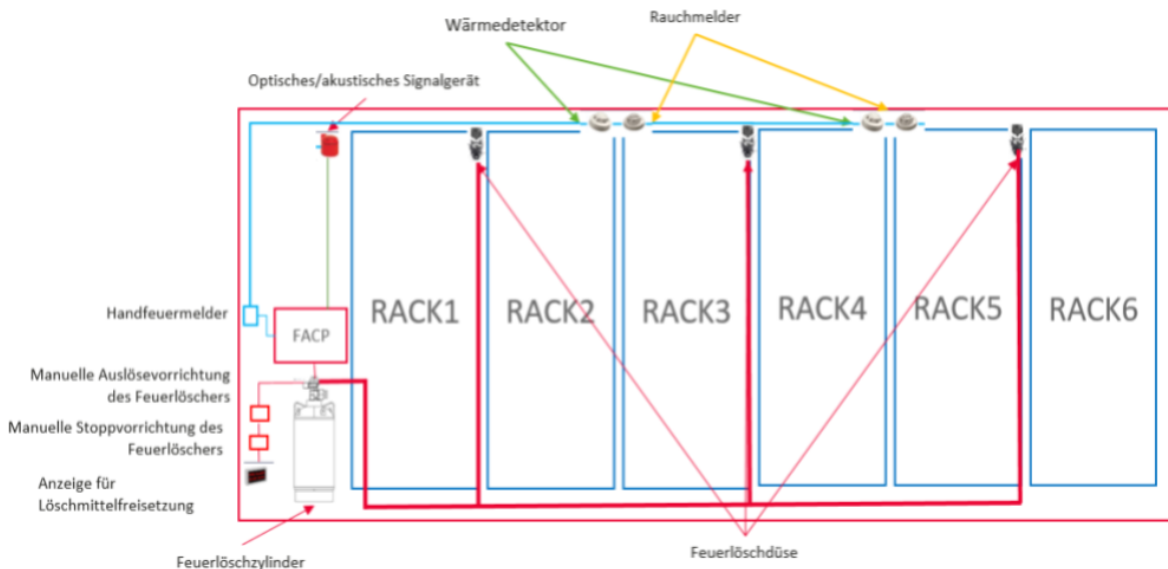 Rauchmelder
Wärmedetektor
Optisches/akustisches Signalgerät
RACK1
RACK2
RACK3
RACK4
RACK5
RACK6
Handfeuermelder
FACP
Manuelle Auslösevorrichtung
des Feuerlöschers
Manuelle Stoppvorrichtung des
Feuerlöschers
Anzeige für
Löschmittelfreisetzung
Feuerlöschzylinder
Feuerlöschdüse